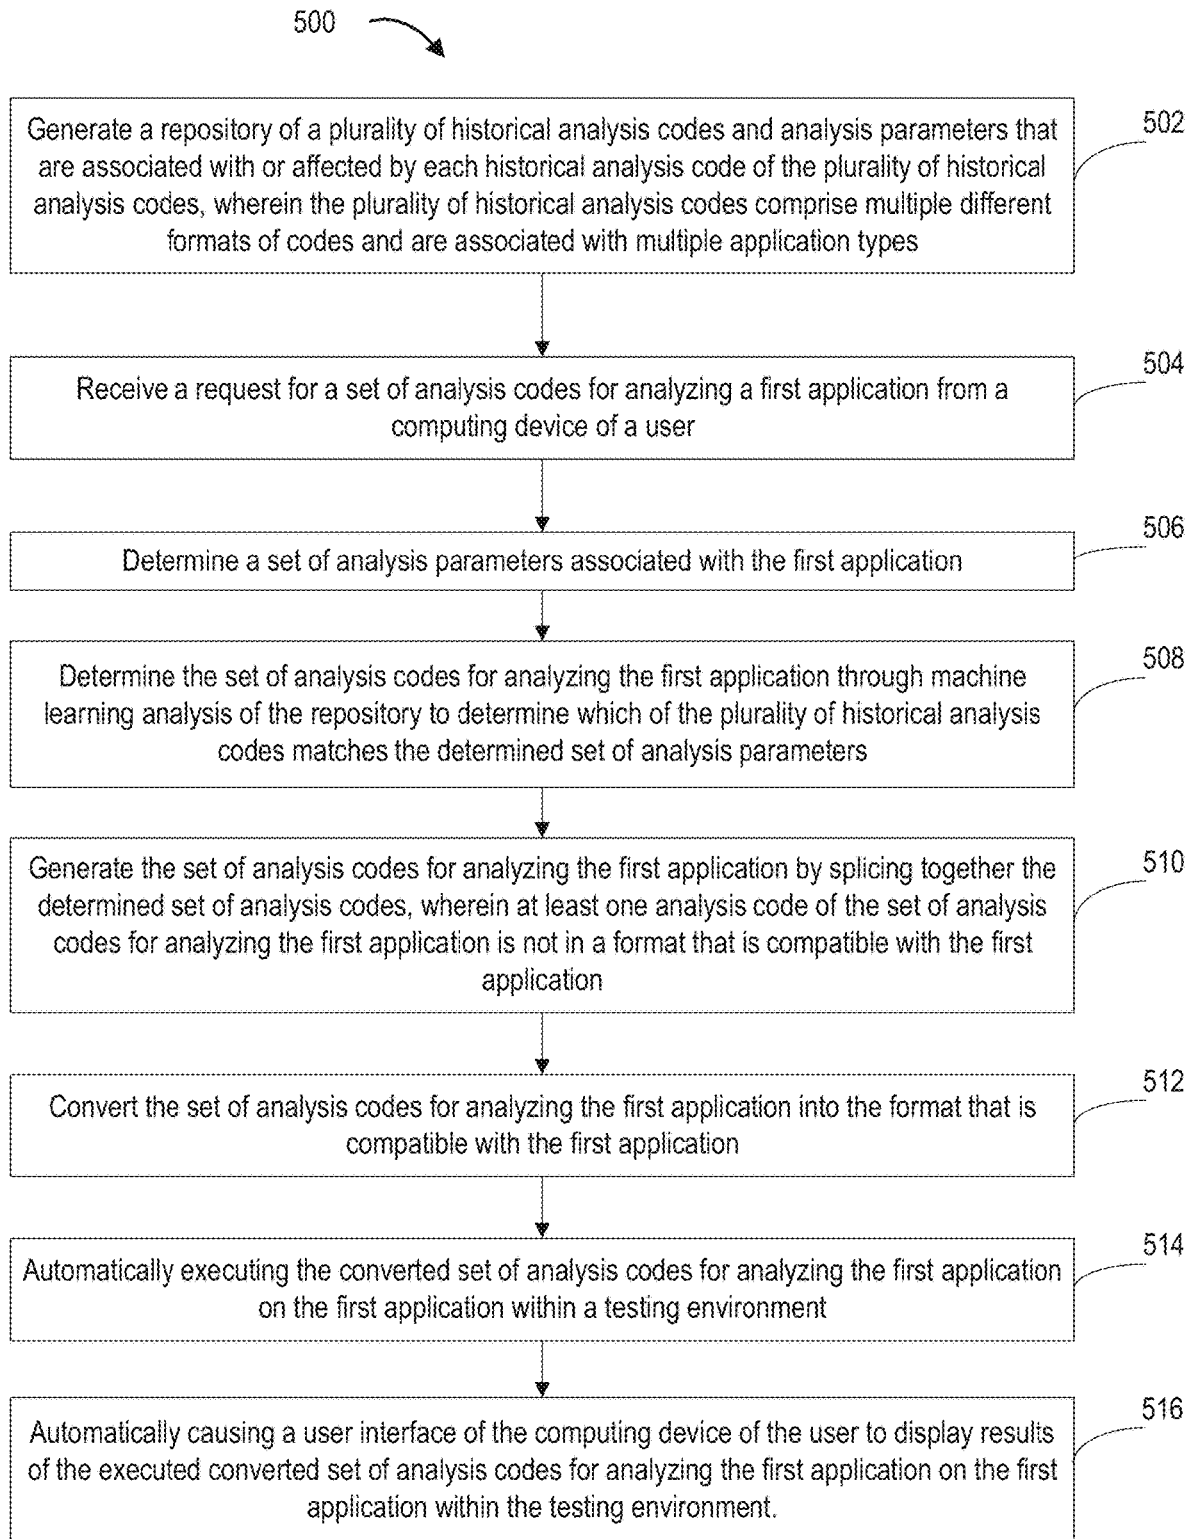 500
Generate a repository of a plurality of historical analysis codes and analysis parameters that
are associated with or affected by each historical analysis code of the plurality of historical
analysis codes, wherein the plurality of historical analysis codes comprise multiple different
formats of codes and are associated with multiple application types
502
Receive a request for a set of analysis codes for analyzing a first application from a
computing device of a user
504
Determine a set of analysis parameters associated with the first application
506
Determine the set of analysis codes for analyzing the first application through machine
learning analysis of the repository to determine which of the plurality of historical analysis
codes matches the determined set of analysis parameters
508
Generate the set of analysis codes for analyzing the first application by splicing together the
determined set of analysis codes, wherein at least one analysis code of the set of analysis
codes for analyzing the first application is not in a format that is compatible with the first
application
510
Convert the set of analysis codes for analyzing the first application into the format that is
compatible with the first application
512
Automatically executing the converted set of analysis codes for analyzing the first application
on the first application within a testing environment
514
Automatically causing a user interface of the computing device of the user to display results
of the executed converted set of analysis codes for analyzing the first application on the first
application within the testing environment.
516